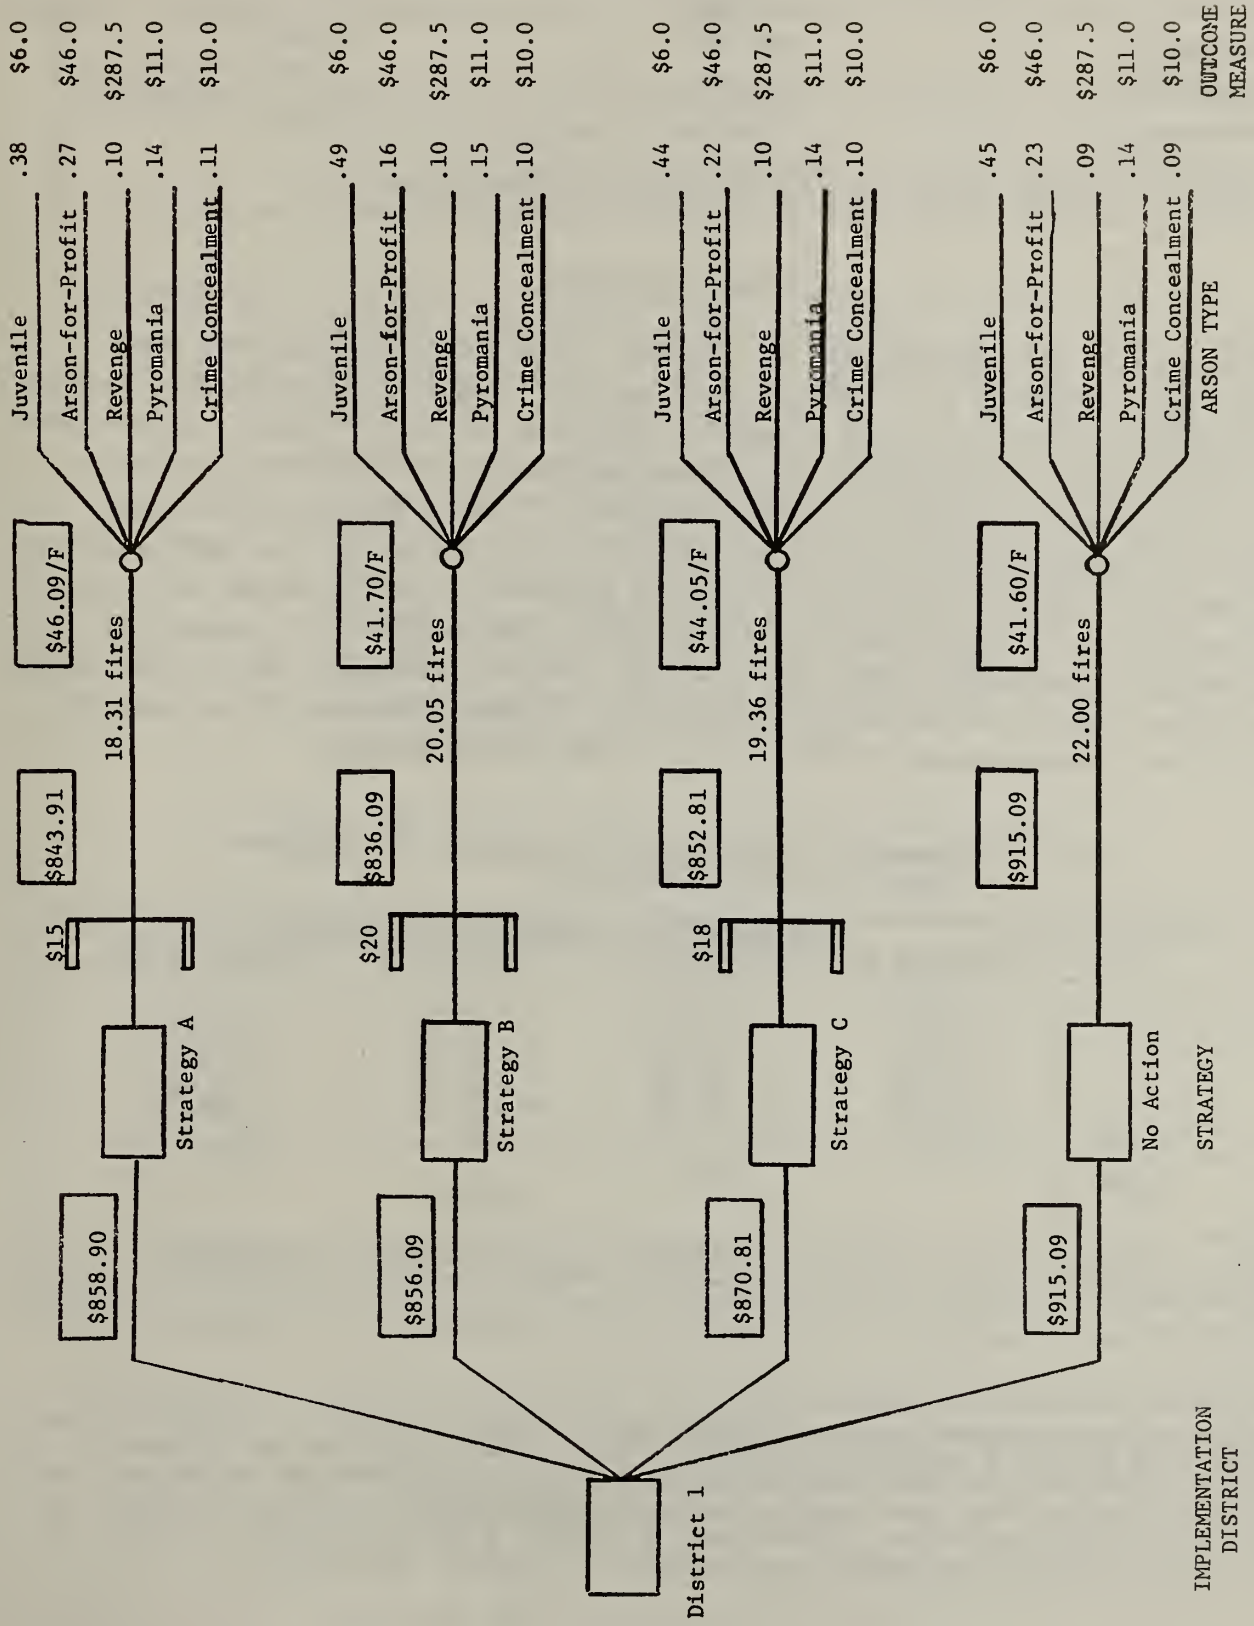 $858.90
Strategy A
$15
$843.91
18.31 fires
$46.09/F
Juvenile .38 $6.0
Arson-for-Profit .27 $46.0
Revenge .10 $287.5
Pyromania .14 $11.0
Crime Concealment .11 $10.0
$856.09
Strategy B
$20
$836.09
20.05 fires
$41.70/F
Juvenile .49 $6.0
Arson-for-Profit .16 $46.0
Revenge .10 $287.5
Pyromania .15 $11.0
Crime Concealment .10 $10.0
District 1
$870.81
Strategy C
$18
$852.81
19.36 fires
$44.05/F
Juvenile .44 $6.0
Arson-for-Profit .22 $46.0
Revenge .10 $287.5
Pyromania .14 $11.0
Crime Concealment .10 $10.0
$915.09
No Action
$915.09
22.00 fires
$41.60/F
Juvenile .45 $6.0
Arson-for-Profit .23 $46.0
Revenge .09 $287.5
Pyromania .14 $11.0
Crime Concealment .09 $10.0
IMPLEMENTATION
DISTRICT
STRATEGY
ARSON TYPE
OUTCOME
MEASURE